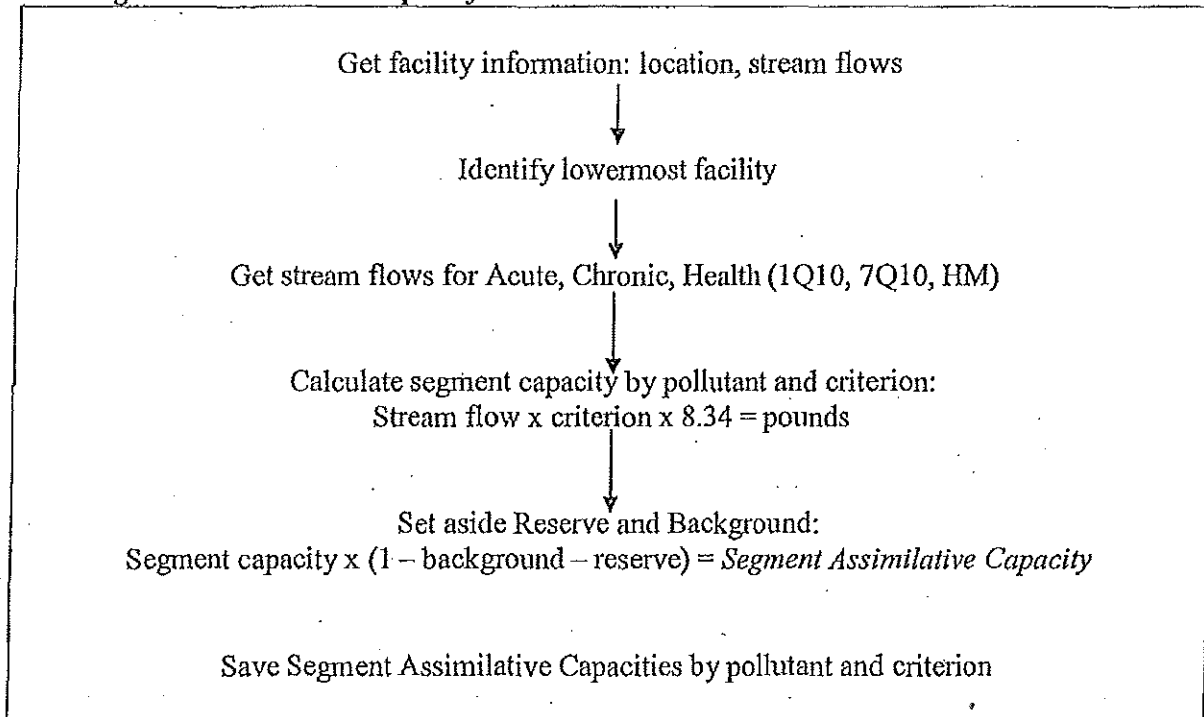 Get facility information: location, stream flows
Identify lowermost facility
Get stream flows for Acute, Chronic, Health (1Q10, 7Q10, HM)
Calculate segment capacity by pollutant and criterion:
Stream flow x criterion x 8.34 = pounds
Set aside Reserve and Background:
Segment capacity x (1 – background – reserve) = Segment Assimilative Capacity
Save Segment Assimilative Capacities by pollutant and criterion